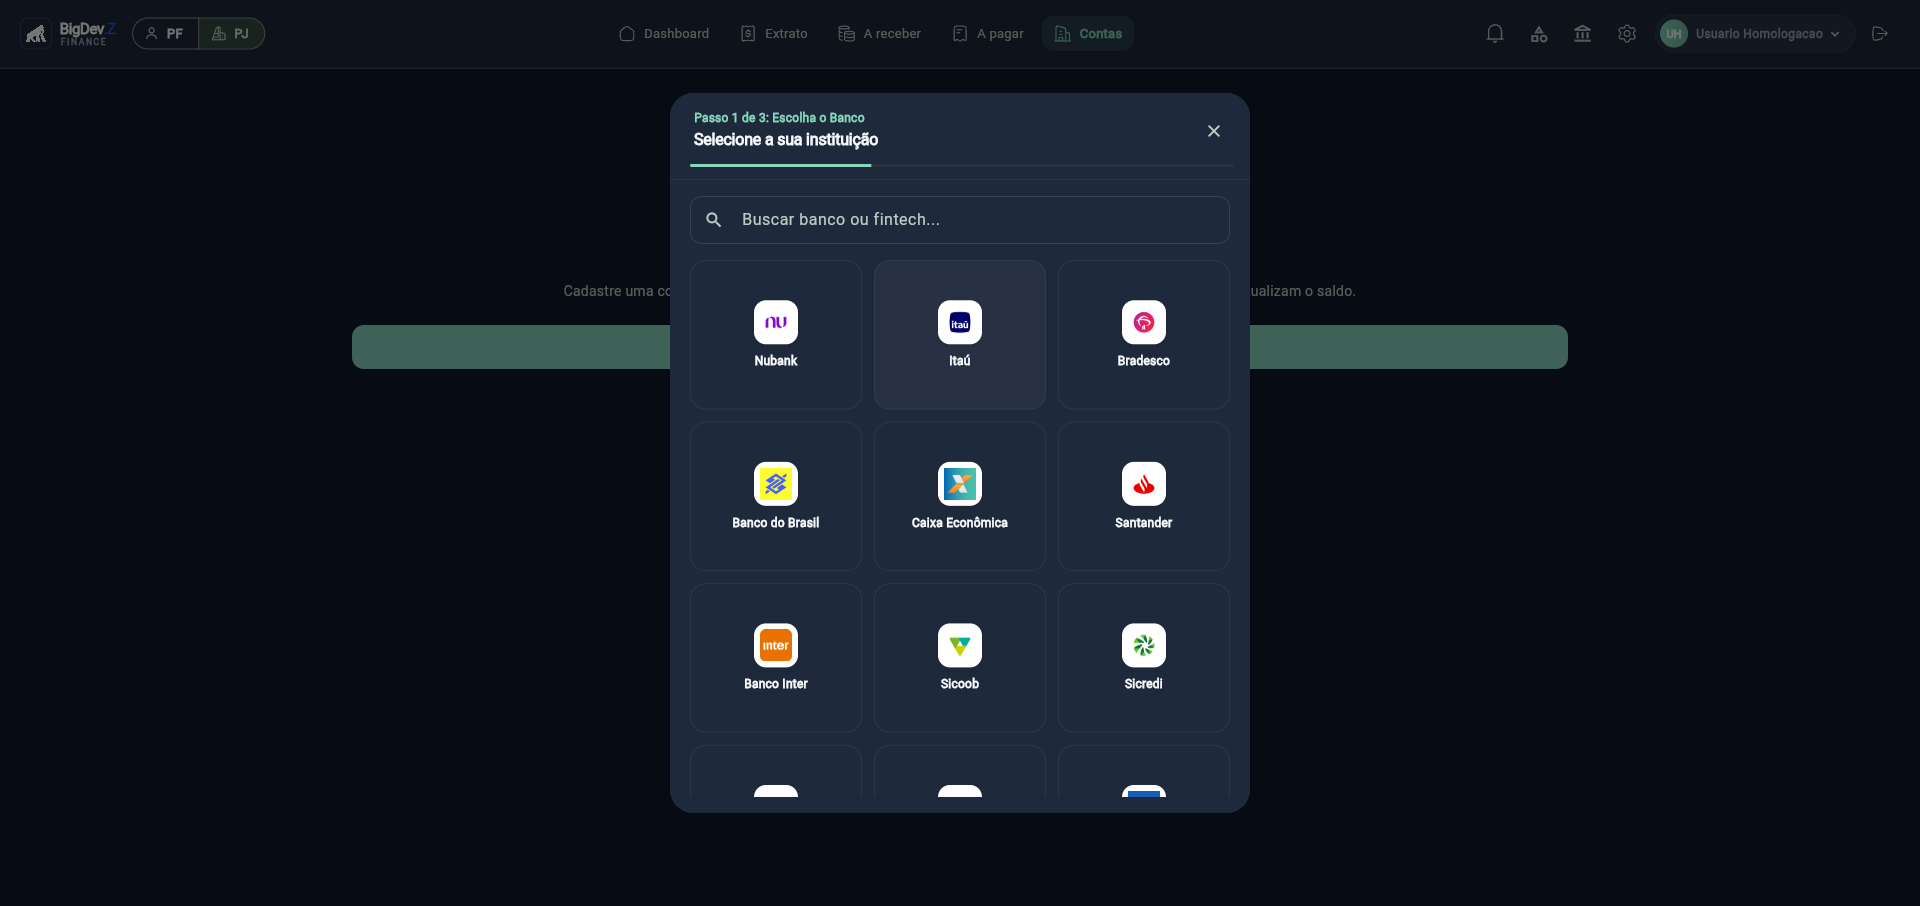 BigDev.Z
FINANCE
PF
PJ
Dashboard
Extrato
A receber
A pagar
Contas
UH
Usuario Homologacao
Passo 1 de 3: Escolha o Banco
Selecione a sua instituição
Buscar banco ou fintech...
Cadastre uma co
ualizam o saldo.
nu
Nubank
itaú
Itaú
Bradesco
Banco do Brasil
Caixa Econômica
Santander
inter
Banco Inter
Sicoob
Sicredi